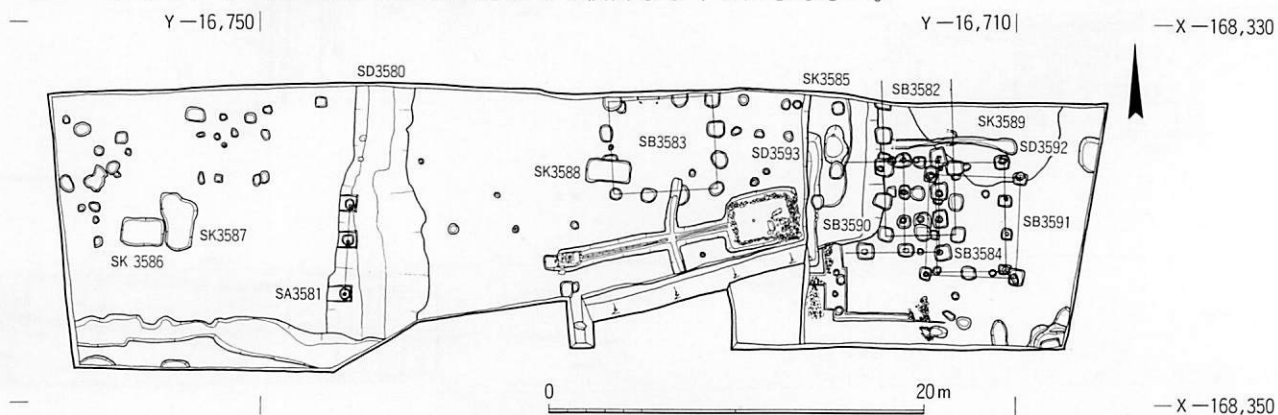 Y—16,750
Y—16,710
—X—168,330
SD3580
SK3585
SB3582
SK3589
SB3583
SD3593
SD3592
SK3588
SK3587
SB3590
SB3591
SK 3586
SB3584
SA3581
0
20m
—X—168,350